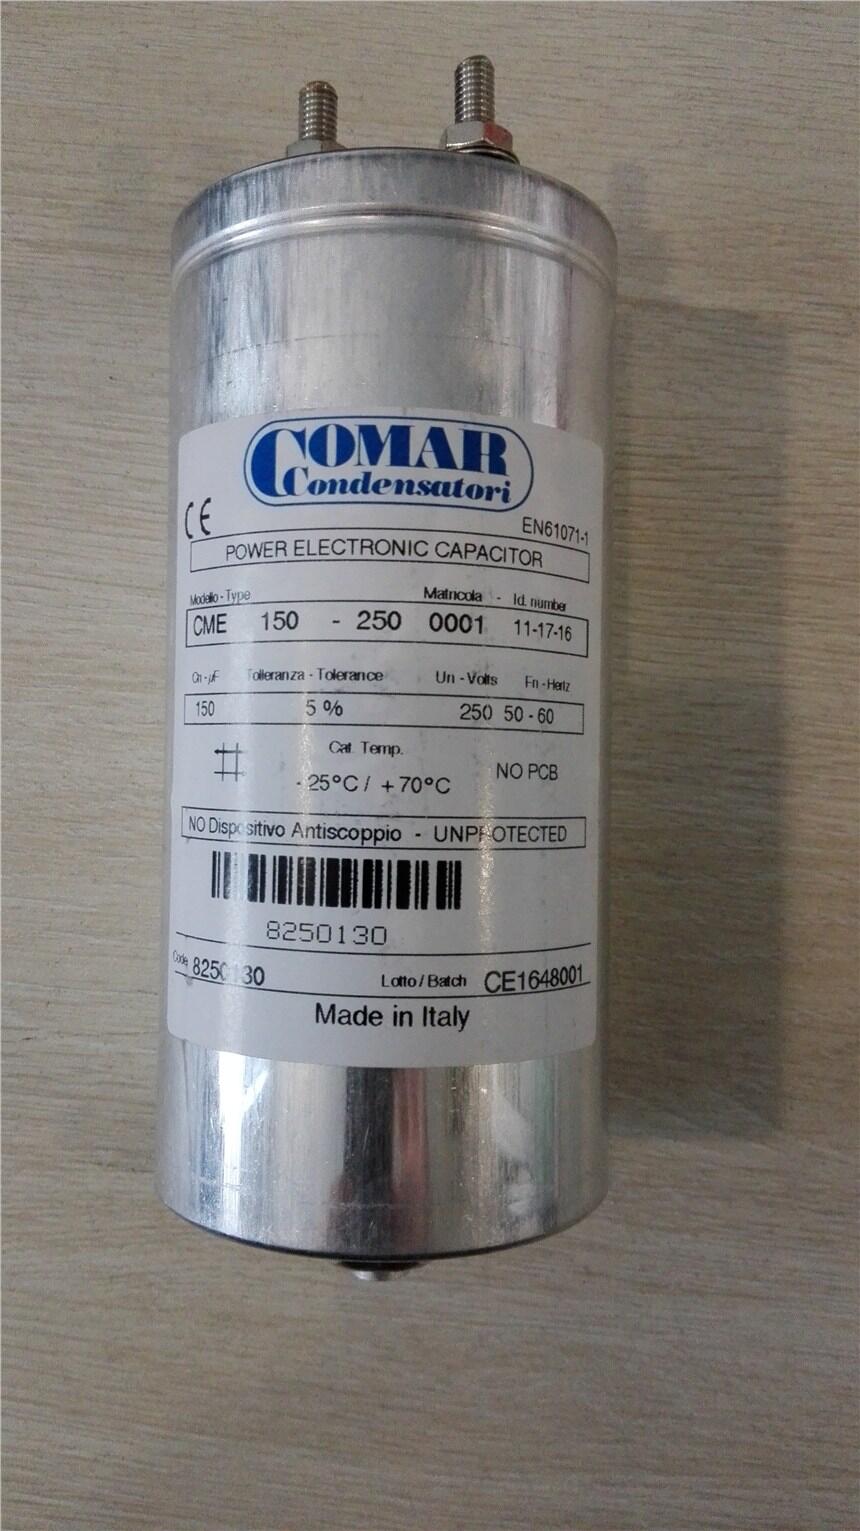 COMAR
Condensatori
CE EN61071-1
POWER ELECTRONIC CAPACITOR
Modello - Type Matricola - Id. number
CME 150 - 250 0001 11-17-16
Cn - µF Tolleranza - Tolerance Un - Volts Fn - Hertz
150 5 % 250 50 - 60
Cat. Temp.
- 25°C / + 70°C NO PCB
NO Dispositivo Antiscoppio - UNPROTECTED
8250130
Code 8250130 Lotto / Batch CE1648001
Made in Italy